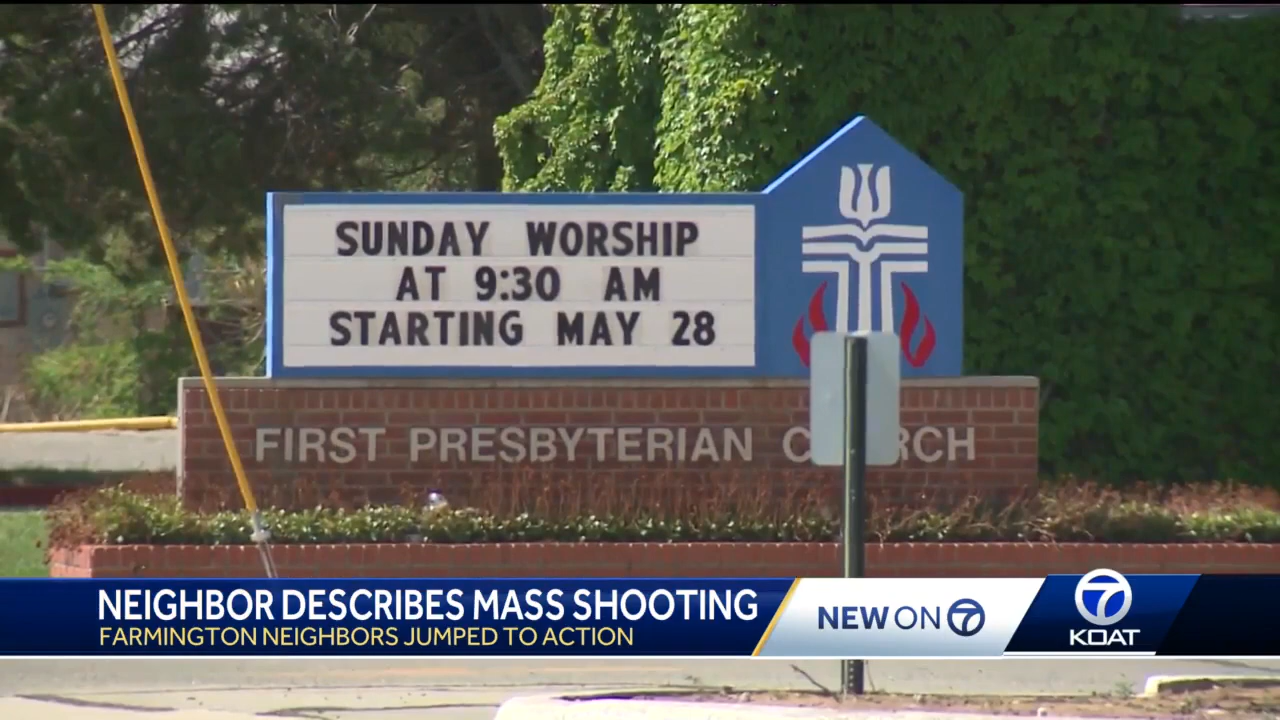 SUNDAY WORSHIP
AT 9:30 AM
STARTING MAY 28
FIRST PRESBYTERIAN C RCH
NEIGHBOR DESCRIBES MASS SHOOTING
FARMINGTON NEIGHBORS JUMPED TO ACTION
NEW ON 7
7
KOAT